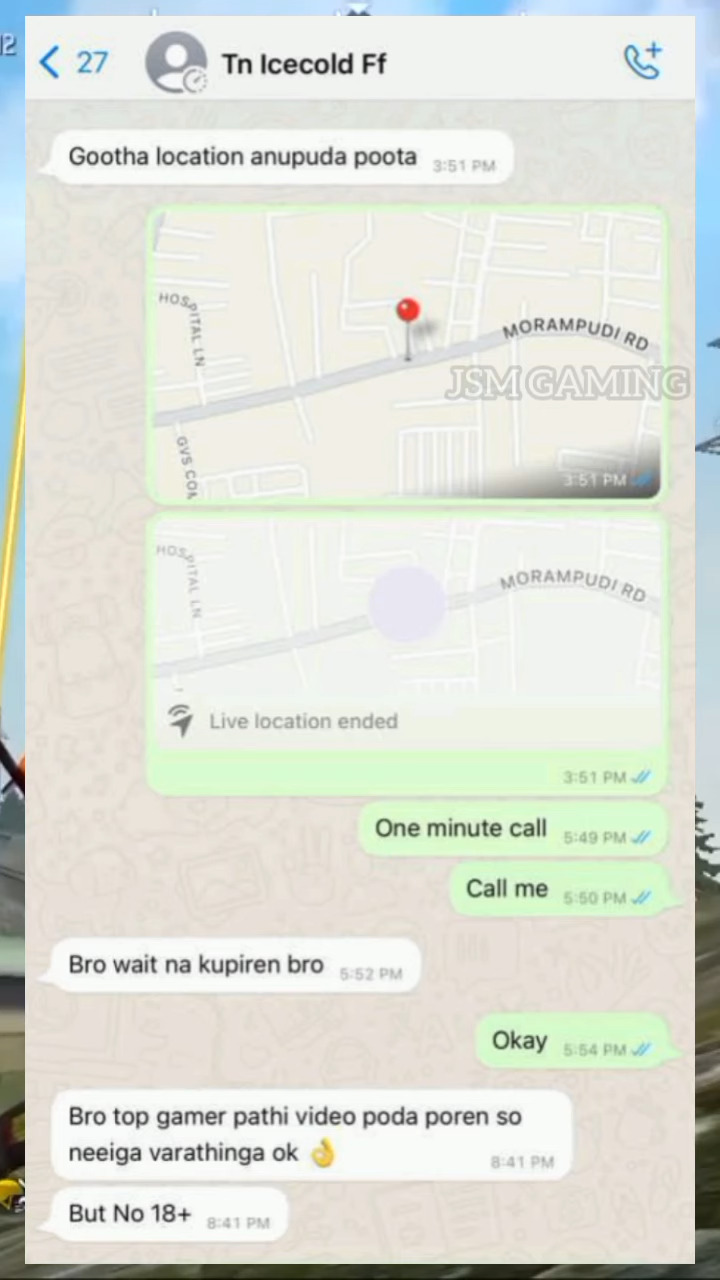 12
27
Tn Icecold Ff
Gootha location anupuda poota
3:51 PM
HOSPITAL LN
MORAMPUDI RD
JSM GAMING
GVS COM
3:51 PM
HOSPITAL LN
MORAMPUDI RD
Live location ended
3:51 PM
One minute call
5:49 PM
Call me
5:50 PM
Bro wait na kupiren bro
5:52 PM
Okay
5:54 PM
Bro top gamer pathi video poda poren so
neeiga varathinga ok 👌
8:41 PM
But No 18+
8:41 PM